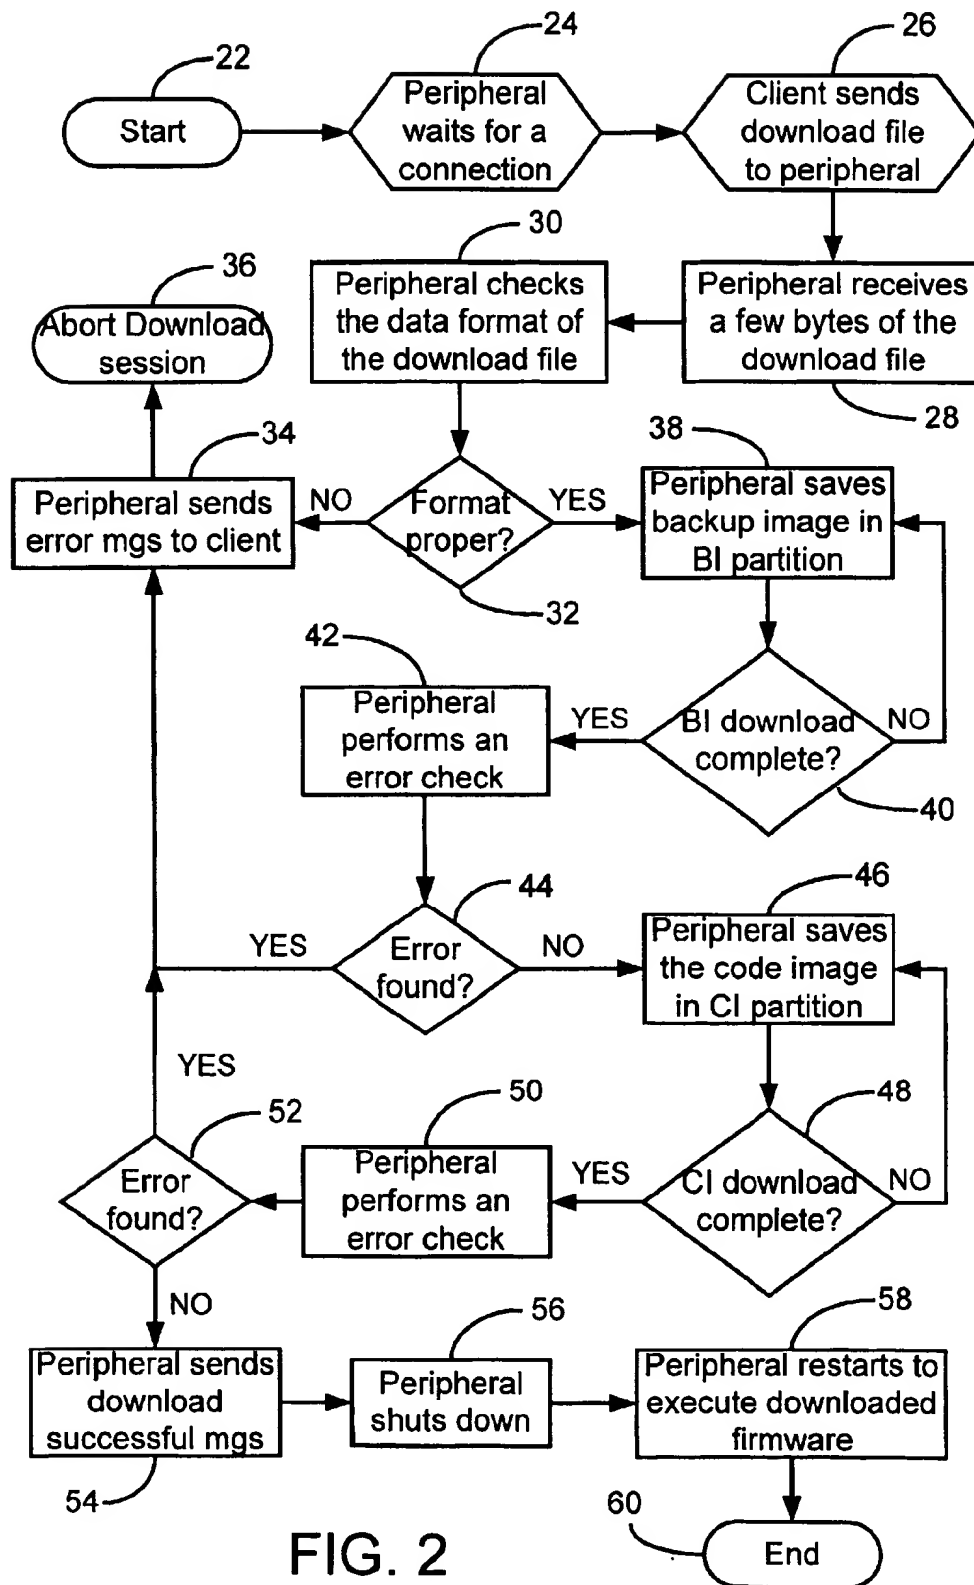 22
24
26
Start
Peripheral
waits for a
connection
Client sends
download file
to peripheral
30
36
Peripheral checks
the data format of
the download file
Peripheral receives
a few bytes of the
download file
Abort Download
session
28
34
38
Peripheral sends
error mgs to client
NO
Format
proper?
YES
Peripheral saves
backup image in
BI partition
32
42
Peripheral
performs an
error check
YES
BI download
complete?
NO
40
44
46
YES
Error
found?
NO
Peripheral saves
the code image
in CI partition
YES
52
50
48
Error
found?
Peripheral
performs an
error check
YES
CI download
complete?
NO
NO
56
58
Peripheral sends
download
successful mgs
Peripheral
shuts down
Peripheral restarts to
execute downloaded
firmware
54
60
End
FIG. 2